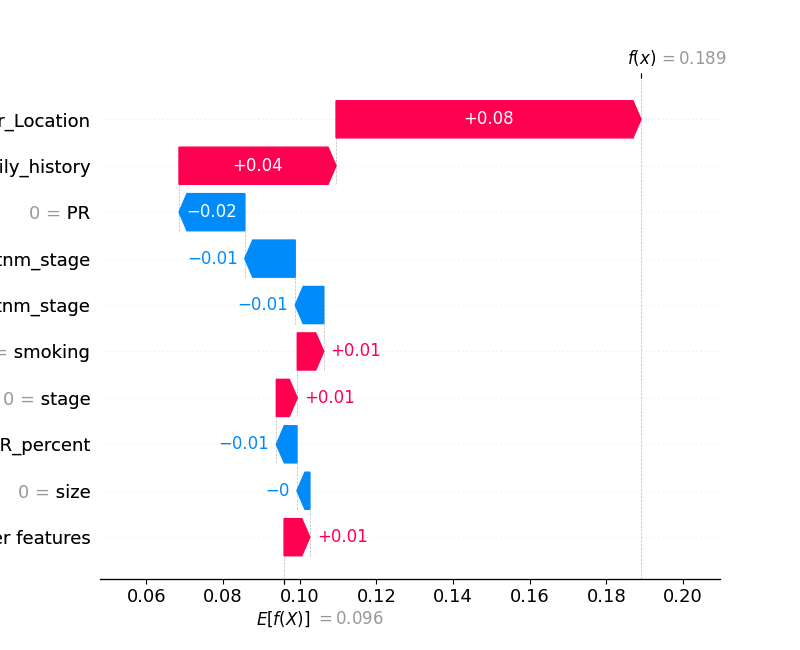 f(x) = 0.189
r_Location
+0.08
ily_history
+0.04
0 = PR
−0.02
tnm_stage
−0.01
tnm_stage
−0.01
= smoking
+0.01
0 = stage
+0.01
R_percent
−0.01
0 = size
−0
er features
+0.01
0.06 0.08 0.10 0.12 0.14 0.16 0.18 0.20
E[f(X)] = 0.096